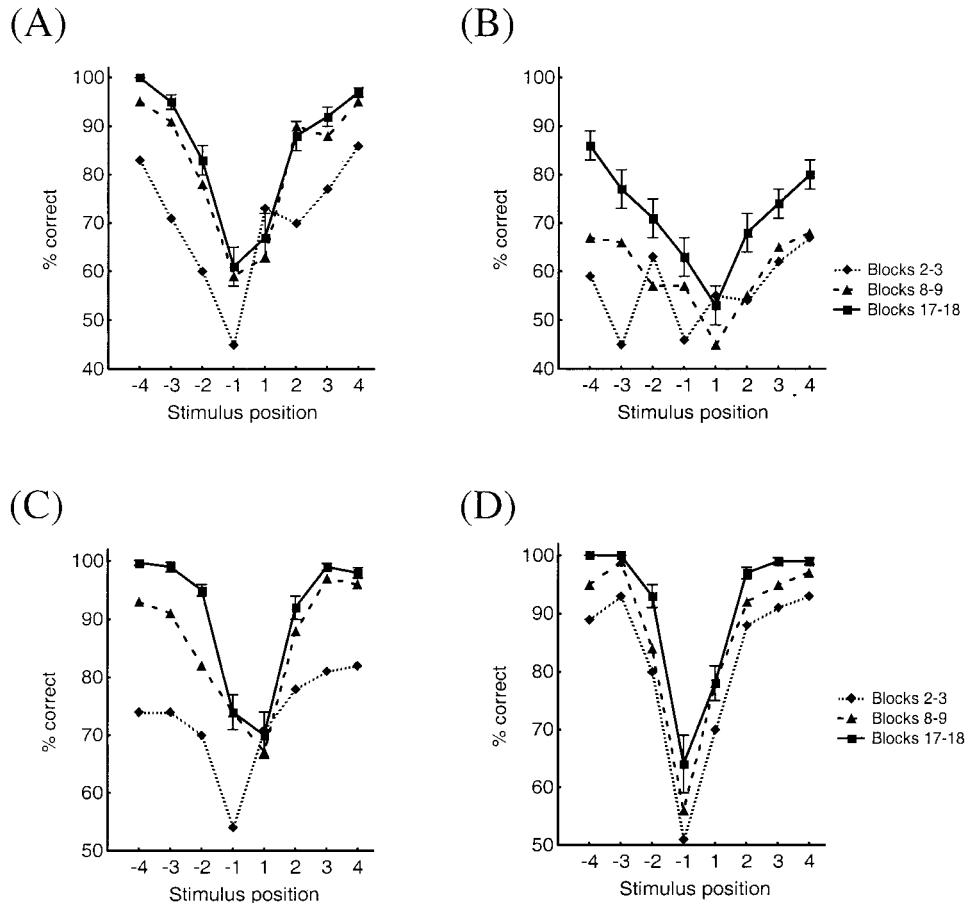 (A)
100
90
80
70
60
50
40
% correct
-4 -3 -2 -1 1 2 3 4
Stimulus position
(B)
100
90
80
70
60
50
40
% correct
-4 -3 -2 -1 1 2 3 4
Stimulus position
Blocks 2-3
Blocks 8-9
Blocks 17-18
(C)
100
90
80
70
60
50
% correct
-4 -3 -2 -1 1 2 3 4
Stimulus position
(D)
100
90
80
70
60
50
% correct
-4 -3 -2 -1 1 2 3 4
Stimulus position
Blocks 2-3
Blocks 8-9
Blocks 17-18